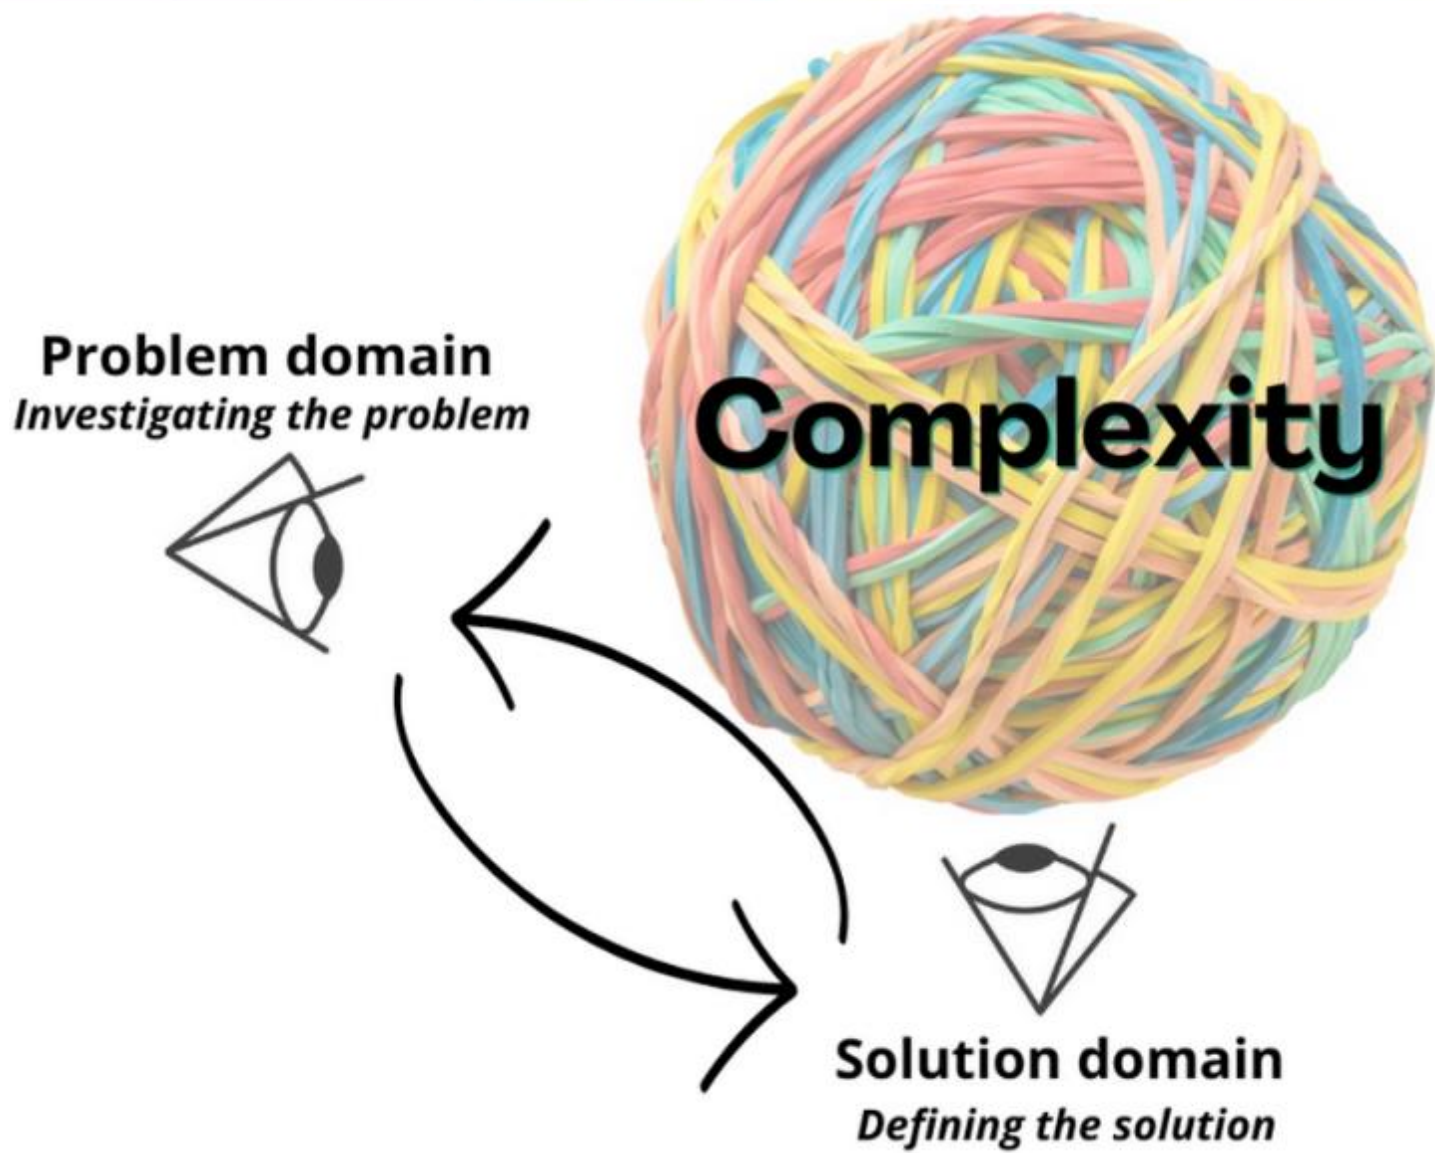 Problem domain
Investigating the problem
Complexity
Solution domain
Defining the solution